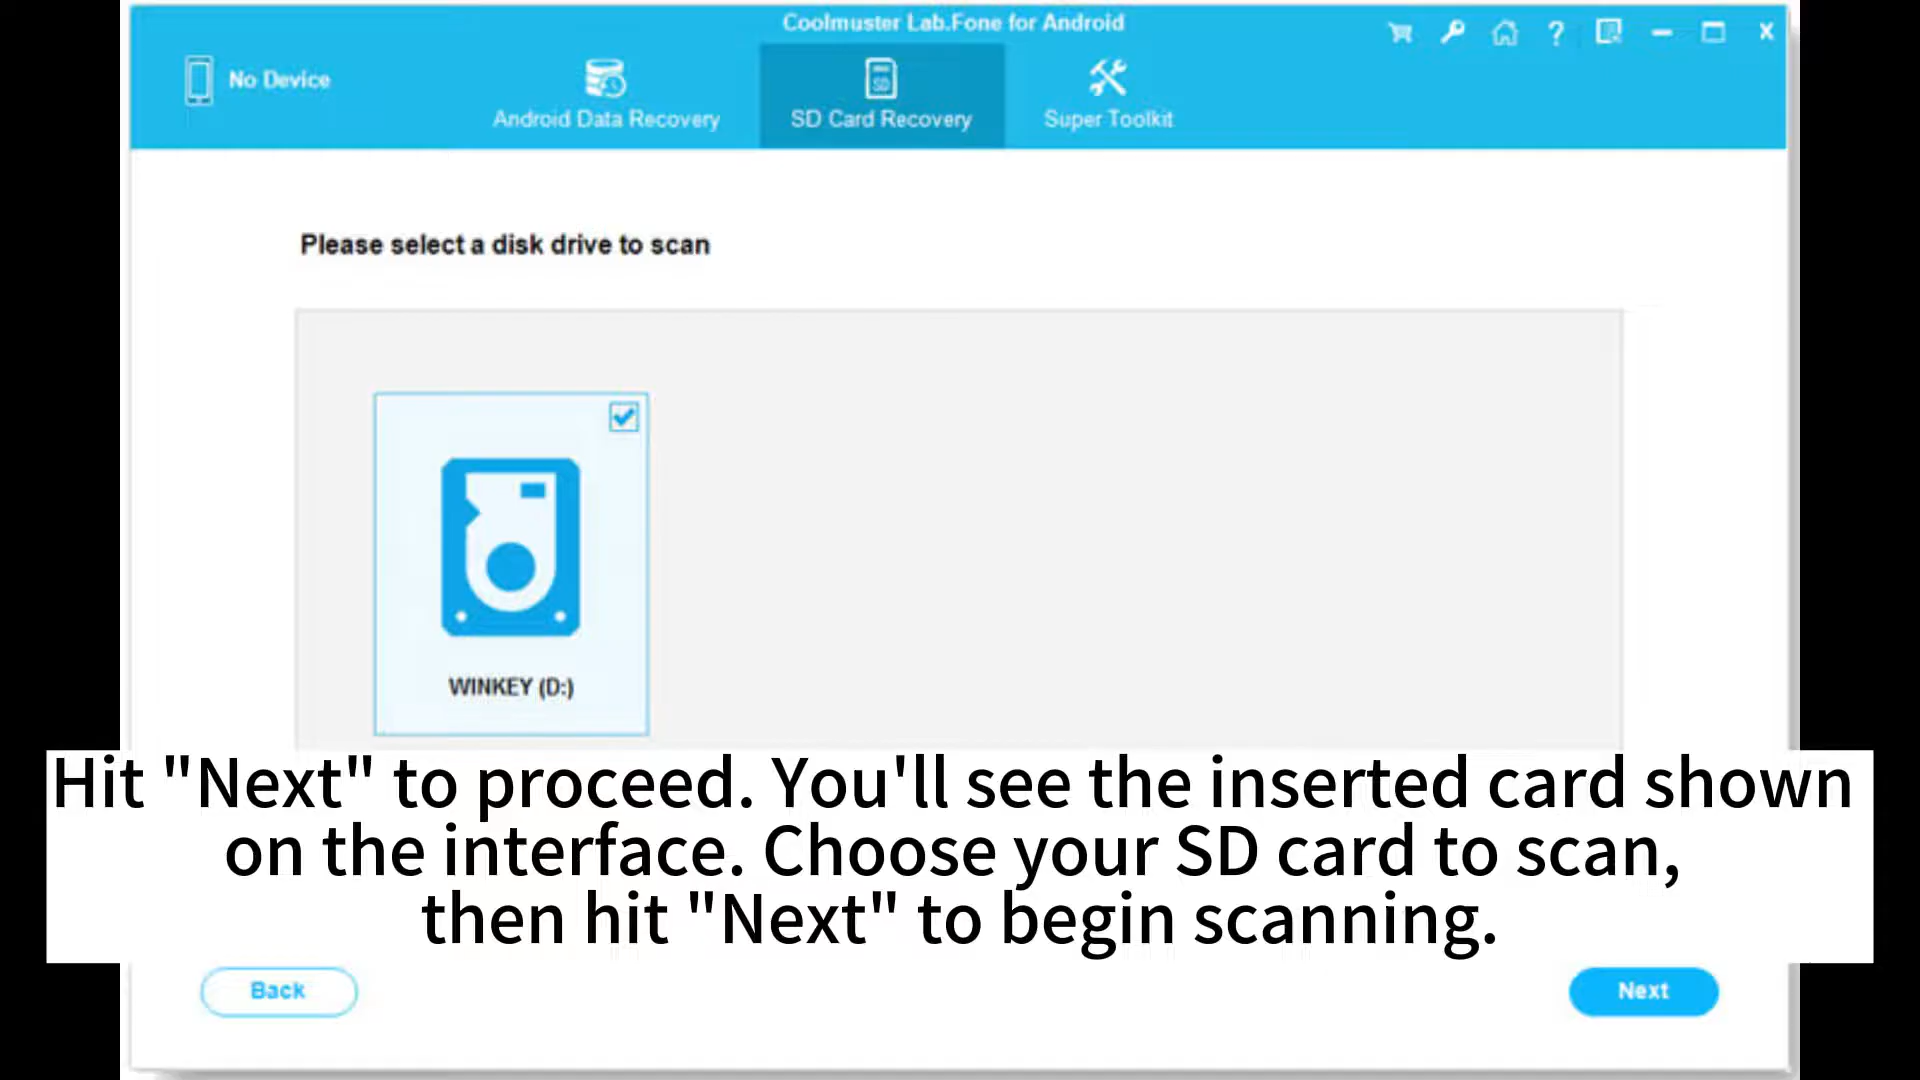 Coolmuster Lab.Fone for Android
No Device
Android Data Recovery
SD
SD Card Recovery
Super Toolkit
Please select a disk drive to scan
WINKEY (D:)
Hit "Next" to proceed. You'll see the inserted card shown
on the interface. Choose your SD card to scan,
then hit "Next" to begin scanning.
Back
Next